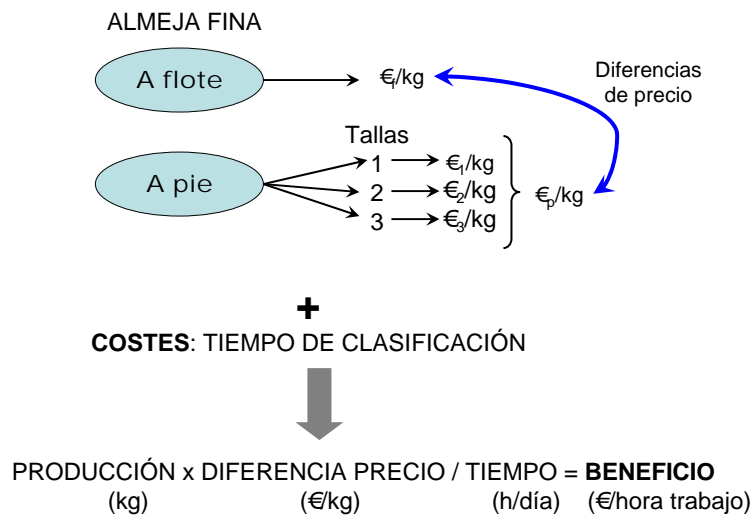 ALMEJA FINA
A flote
€f/kg
Diferencias
de precio
Tallas
A pie
1
€1/kg
2
€2/kg
3
€3/kg
€p/kg
+
COSTES: TIEMPO DE CLASIFICACIÓN
PRODUCCIÓN x DIFERENCIA PRECIO / TIEMPO = BENEFICIO
(kg) (€/kg) (h/día) (€/hora trabajo)